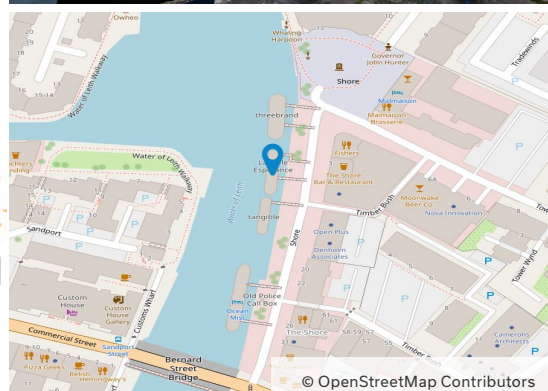 Owheo
Whaling
Harpoon
Governor
John Hunter
Tradewinds
Shore
Malmaison
Malmaison
Brasserie
Water of Leith Walkway
threebrand
Fishers
The Shore
Bar & Restaurant
Water of Leith
Walkway
Water of Leith
tangible
Shore
Timber Bush
Moonwake
Beer Co
Nova Innovation
Open Plus
Denholm
Associates
Tower Wynd
Sandport
Custom
House
Custom
House
Gallery
Customs Wharf
Old Police
Call Box
Ocean
Mist
The Shore
Timber Bush
Camerons
Architects
Commercial Street
Sandport
Street
Bernard
Street
Bridge
Pizza Geeks
Relish
Hemingway's
© OpenStreetMap Contributors